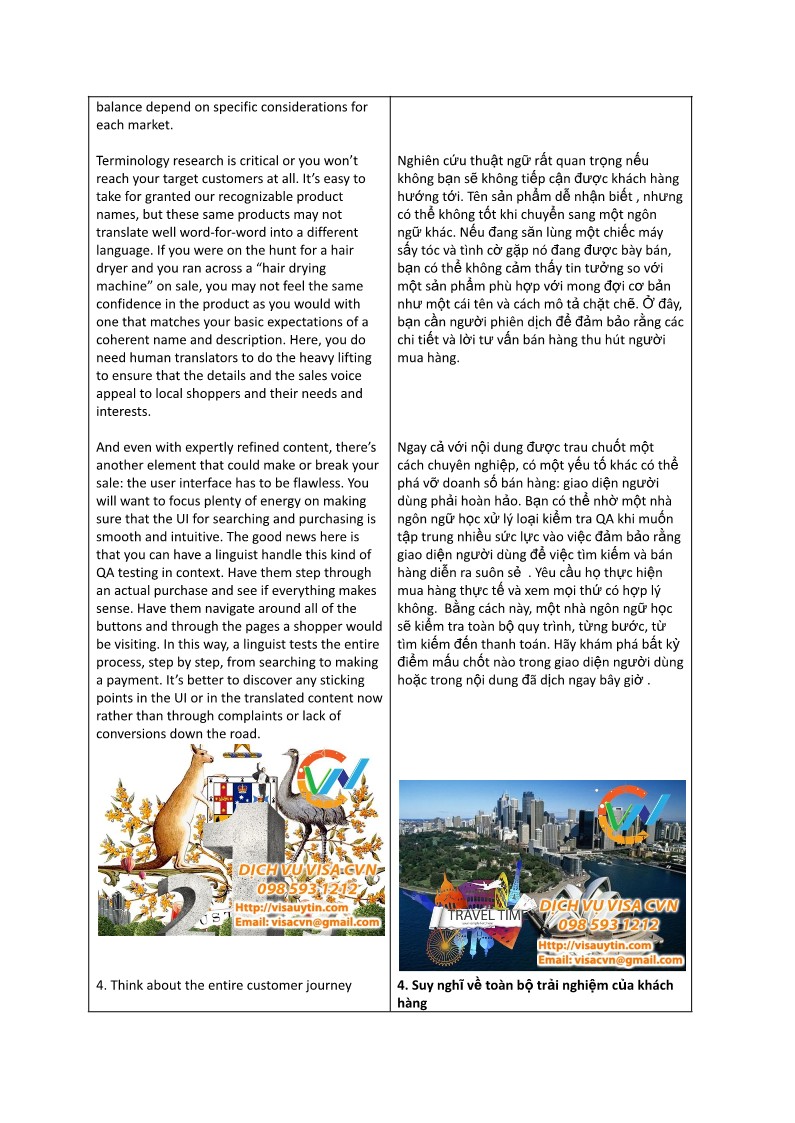 balance depend on specific considerations for
each market.
Terminology research is critical or you won’t
reach your target customers at all. It’s easy to
take for granted our recognizable product
names, but these same products may not
translate well word-for-word into a different
language. If you were on the hunt for a hair
dryer and you ran across a “hair drying
machine” on sale, you may not feel the same
confidence in the product as you would with
one that matches your basic expectations of a
coherent name and description. Here, you do
need human translators to do the heavy lifting
to ensure that the details and the sales voice
appeal to local shoppers and their needs and
interests.
And even with expertly refined content, there’s
another element that could make or break your
sale: the user interface has to be flawless. You
will want to focus plenty of energy on making
sure that the UI for searching and purchasing is
smooth and intuitive. The good news here is
that you can have a linguist handle this kind of
QA testing in context. Have them step through
an actual purchase and see if everything makes
sense. Have them navigate around all of the
buttons and through the pages a shopper would
be visiting. In this way, a linguist tests the entire
process, step by step, from searching to making
a payment. It’s better to discover any sticking
points in the UI or in the translated content now
rather than through complaints or lack of
conversions down the road.
CVN
DỊCH VỤ VISA CVN
098 593 1212
Http://visauytin.com
Email: visacvn@gmail.com
4. Think about the entire customer journey
Nghiên cứu thuật ngữ rất quan trọng nếu
không bạn sẽ không tiếp cận được khách hàng
hướng tới. Tên sản phẩm dễ nhận biết , nhưng
có thể không tốt khi chuyển sang một ngôn
ngữ khác. Nếu đang săn lùng một chiếc máy
sấy tóc và tình cờ gặp nó đang được bày bán,
bạn có thể không cảm thấy tin tưởng so với
một sản phẩm phù hợp với mong đợi cơ bản
như một cái tên và cách mô tả chặt chẽ. Ở đây,
bạn cần người phiên dịch để đảm bảo rằng các
chi tiết và lời tư vấn bán hàng thu hút người
mua hàng.
Ngay cả với nội dung được trau chuốt một
cách chuyên nghiệp, có một yếu tố khác có thể
phá vỡ doanh số bán hàng: giao diện người
dùng phải hoàn hảo. Bạn có thể nhờ một nhà
ngôn ngữ học xử lý loại kiểm tra QA khi muốn
tập trung nhiều sức lực vào việc đảm bảo rằng
giao diện người dùng để việc tìm kiếm và bán
hàng diễn ra suôn sẻ  . Yêu cầu họ thực hiện
mua hàng thực tế và xem mọi thứ có hợp lý
không.  Bằng cách này, một nhà ngôn ngữ học
sẽ kiểm tra toàn bộ quy trình, từng bước, từ
tìm kiếm đến thanh toán. Hãy khám phá bất kỳ
điểm mấu chốt nào trong giao diện người dùng
hoặc trong nội dung đã dịch ngay bây giờ .
CVN
TRAVEL TIM
DỊCH VỤ VISA CVN
098 593 1212
Http://visauytin.com
Email: visacvn@gmail.com
4. Suy nghĩ về toàn bộ trải nghiệm của khách
hàng